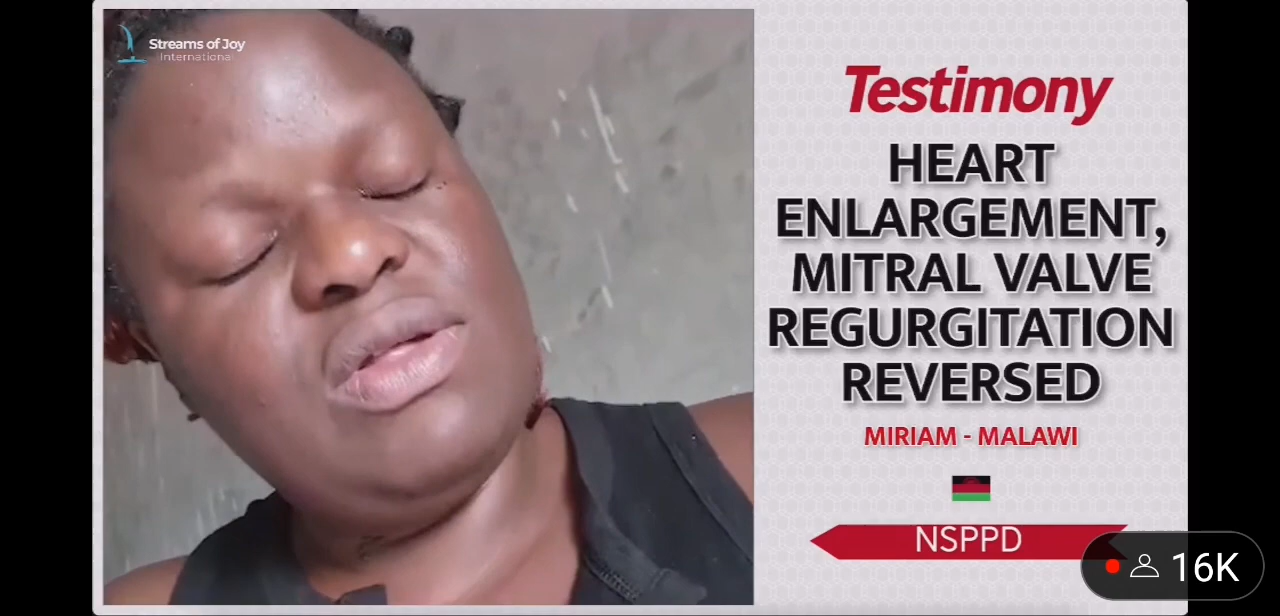 Streams of Joy
International
Testimony
HEART
ENLARGEMENT,
MITRAL VALVE
REGURGITATION
REVERSED
MIRIAM - MALAWI
NSPPD
16K